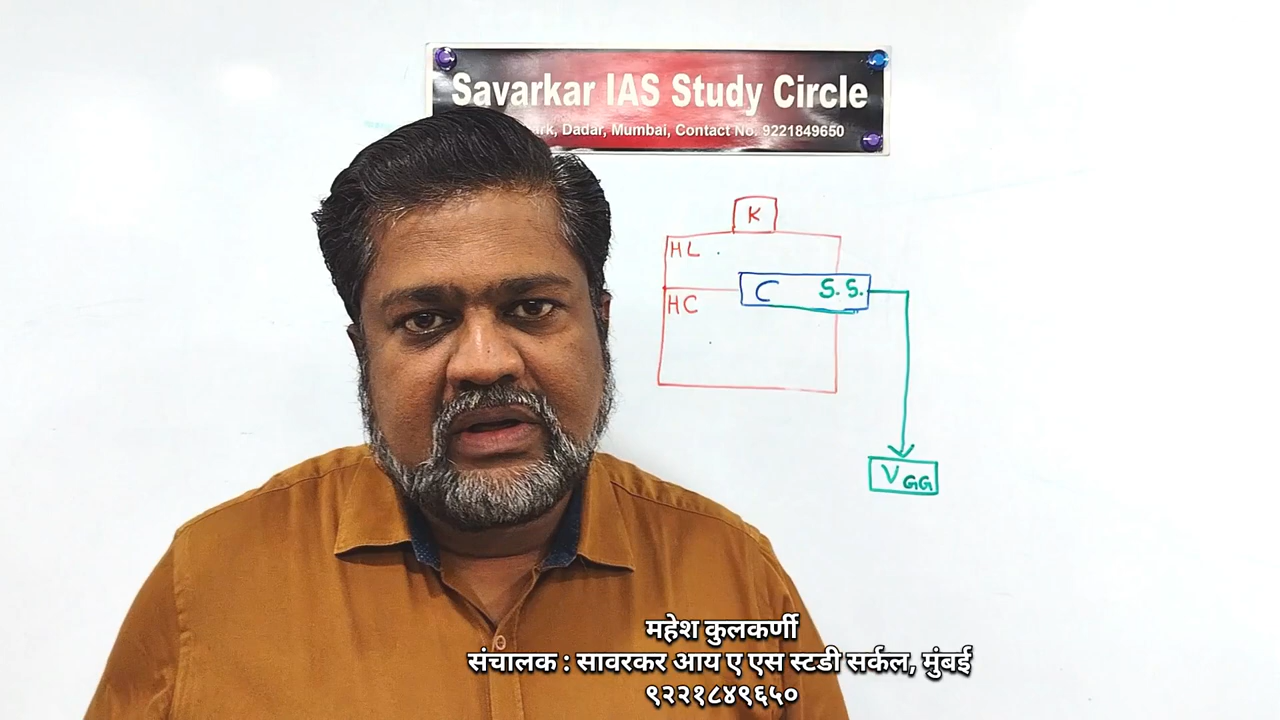 Savarkar IAS Study Circle
Dadar, Mumbai, Contact No. 9221849650
K
HL
C S.S.
HC
VGG
महेश कुलकर्णी
संचालक : सावरकर आय ए एस स्टडी सर्कल, मुंबई
९२२१८४९६५०